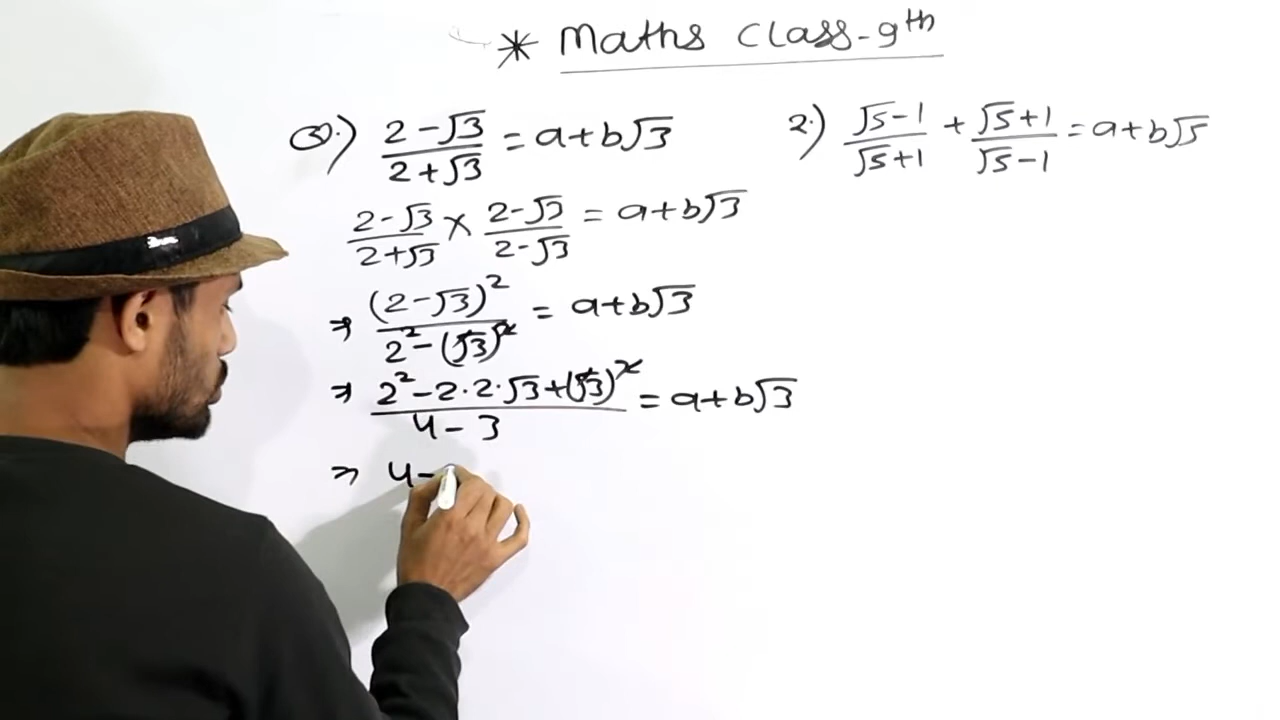 * Maths Class-9th
3.) (2-√3)/(2+√3) = a+b√3
(2-√3)/(2+√3) × (2-√3)/(2-√3) = a+b√3
⇒ (2-√3)²/(2²-(√3)²) = a+b√3
⇒ (2²-2·2·√3+(√3)²)/(4-3) = a+b√3
⇒ 4-
2.) (√5-1)/(√5+1) + (√5+1)/(√5-1) = a+b√5